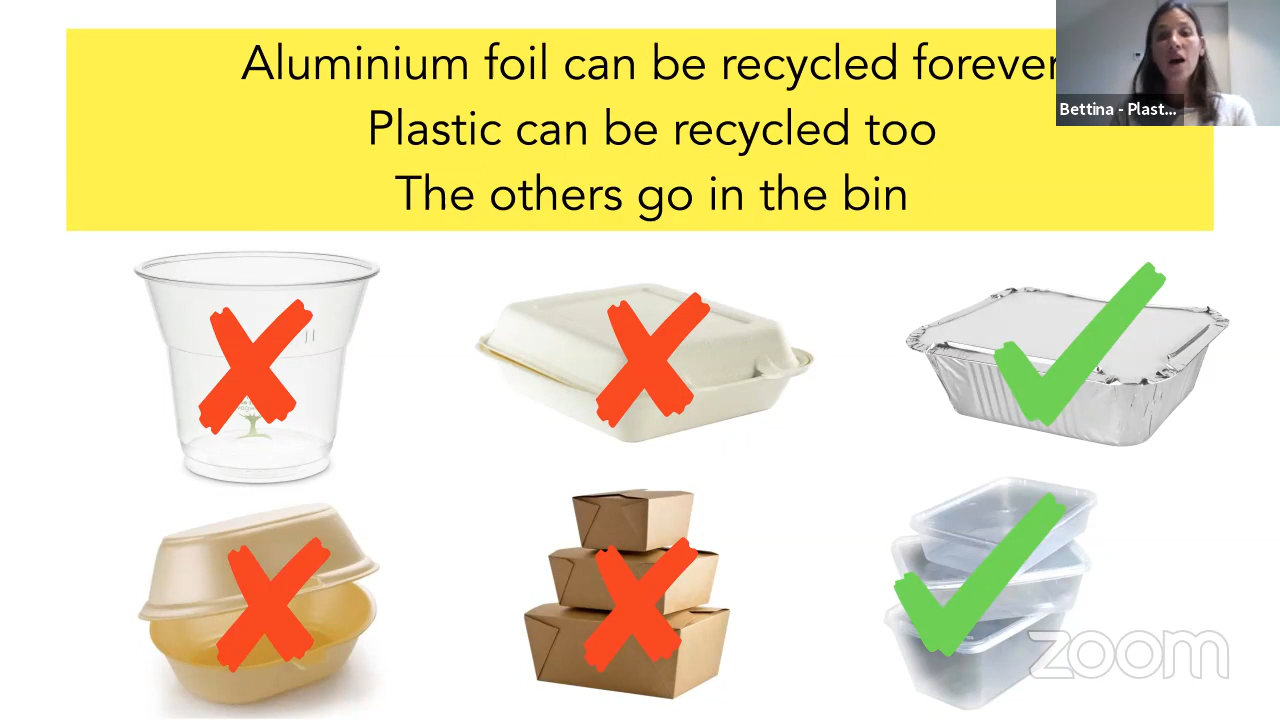 Aluminium foil can be recycled forever
Plastic can be recycled too
The others go in the bin
Bettina - Plast...
zoom